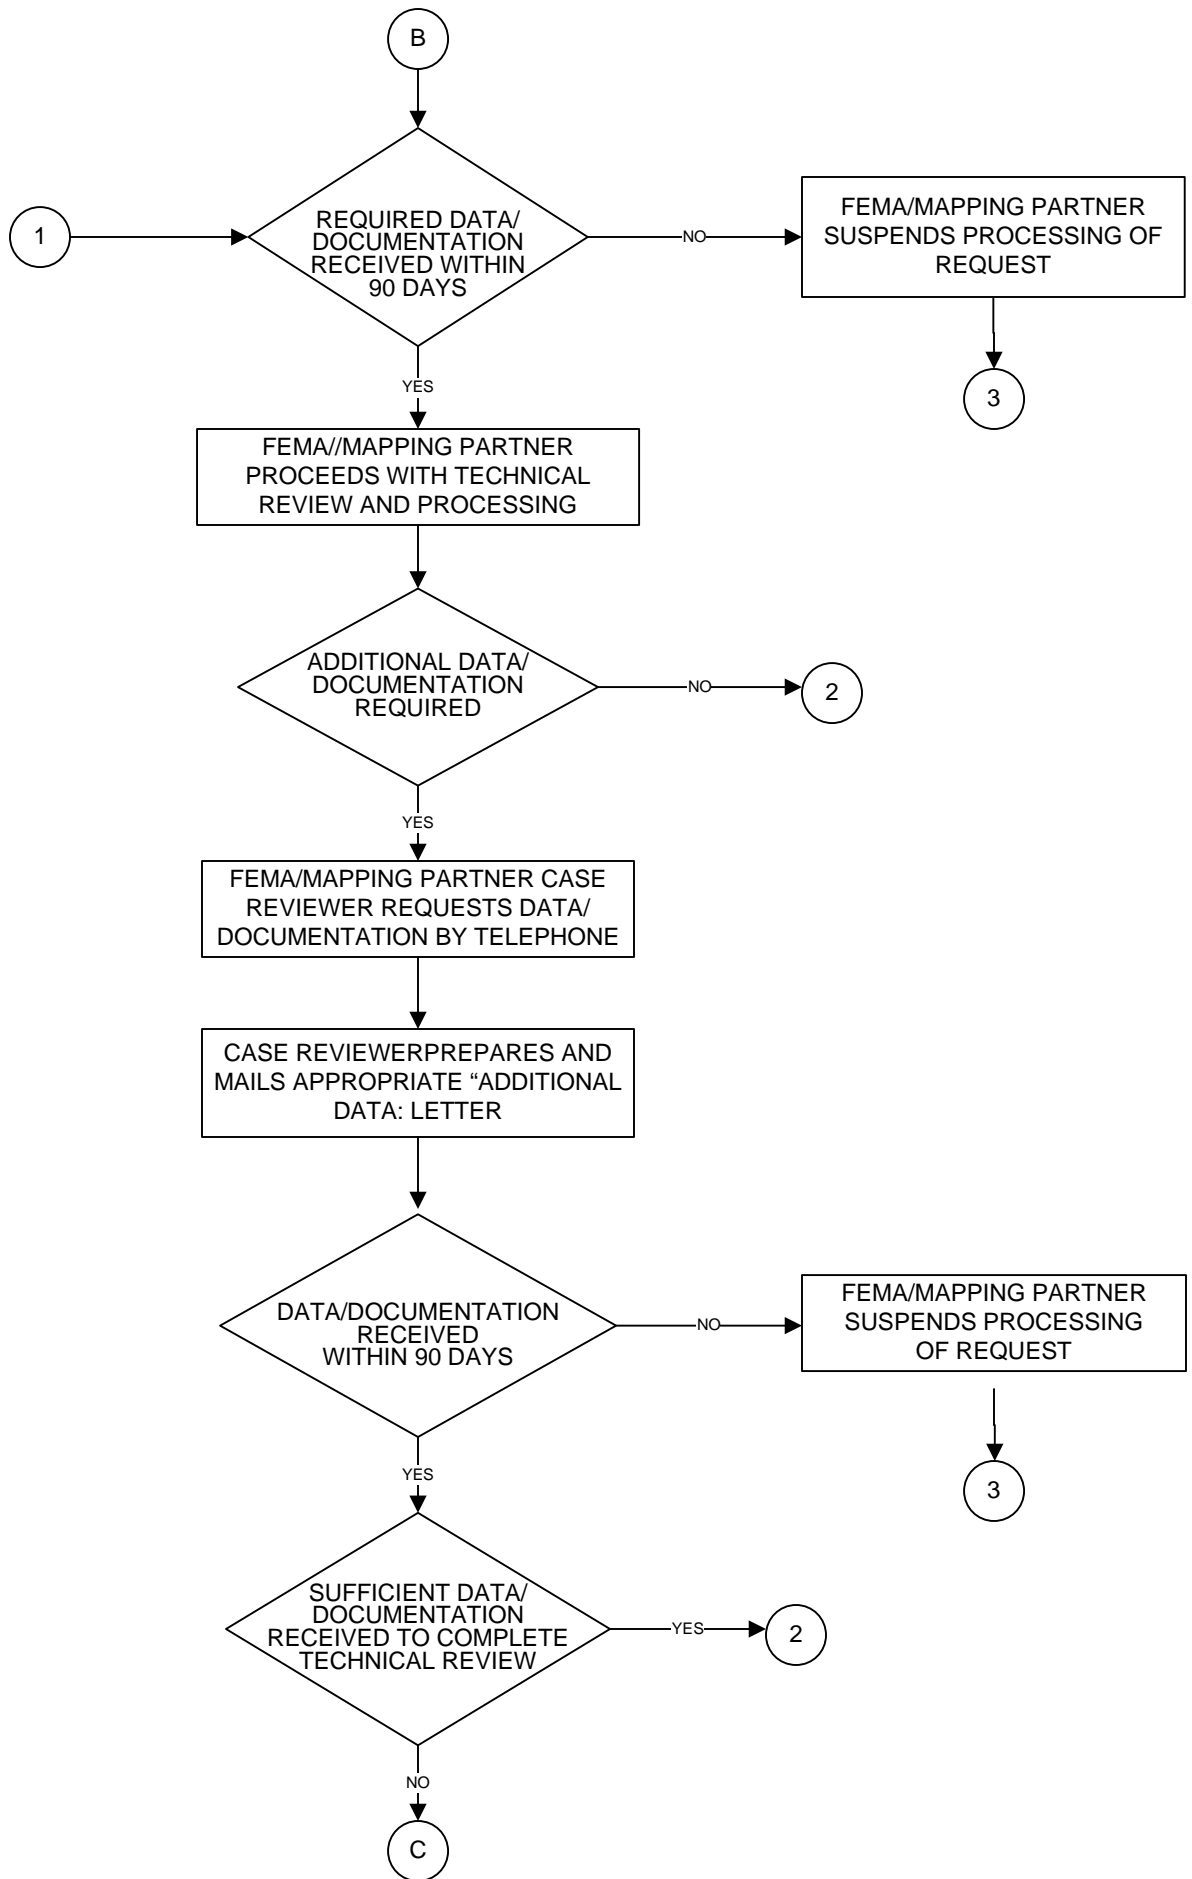 B
1
REQUIRED DATA/
DOCUMENTATION
RECEIVED WITHIN
90 DAYS
NO
FEMA/MAPPING PARTNER
SUSPENDS PROCESSING OF
REQUEST
3
YES
FEMA//MAPPING PARTNER
PROCEEDS WITH TECHNICAL
REVIEW AND PROCESSING
ADDITIONAL DATA/
DOCUMENTATION
REQUIRED
NO
2
YES
FEMA/MAPPING PARTNER CASE
REVIEWER REQUESTS DATA/
DOCUMENTATION BY TELEPHONE
CASE REVIEWERPREPARES AND
MAILS APPROPRIATE “ADDITIONAL
DATA: LETTER
DATA/DOCUMENTATION
RECEIVED
WITHIN 90 DAYS
NO
FEMA/MAPPING PARTNER
SUSPENDS PROCESSING
OF REQUEST
3
YES
SUFFICIENT DATA/
DOCUMENTATION
RECEIVED TO COMPLETE
TECHNICAL REVIEW
YES
2
NO
C